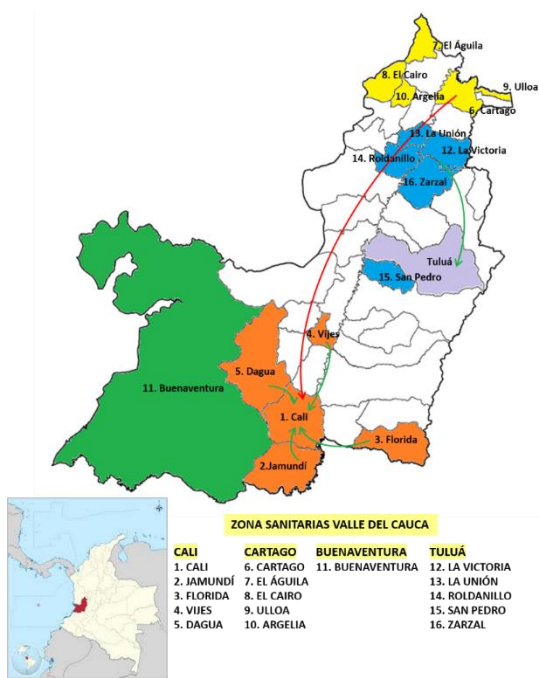 7. El Águila
8. El Cairo
9. Ulloa
10. Argelia
6. Cartago
13. La Unión
12. La Victoria
14. Roldanillo
16. Zarzal
Tuluá
15. San Pedro
4. Vijes
5. Dagua
11. Buenaventura
1. Cali
3. Florida
2.Jamundí
ZONA SANITARIAS VALLE DEL CAUCA
CALI CARTAGO BUENAVENTURA TULUÁ
1. CALI 6. CARTAGO 11. BUENAVENTURA 12. LA VICTORIA
2. JAMUNDÍ 7. EL ÁGUILA 13. LA UNIÓN
3. FLORIDA 8. EL CAIRO 14. ROLDANILLO
4. VIJES 9. ULLOA 15. SAN PEDRO
5. DAGUA 10. ARGELIA 16. ZARZAL